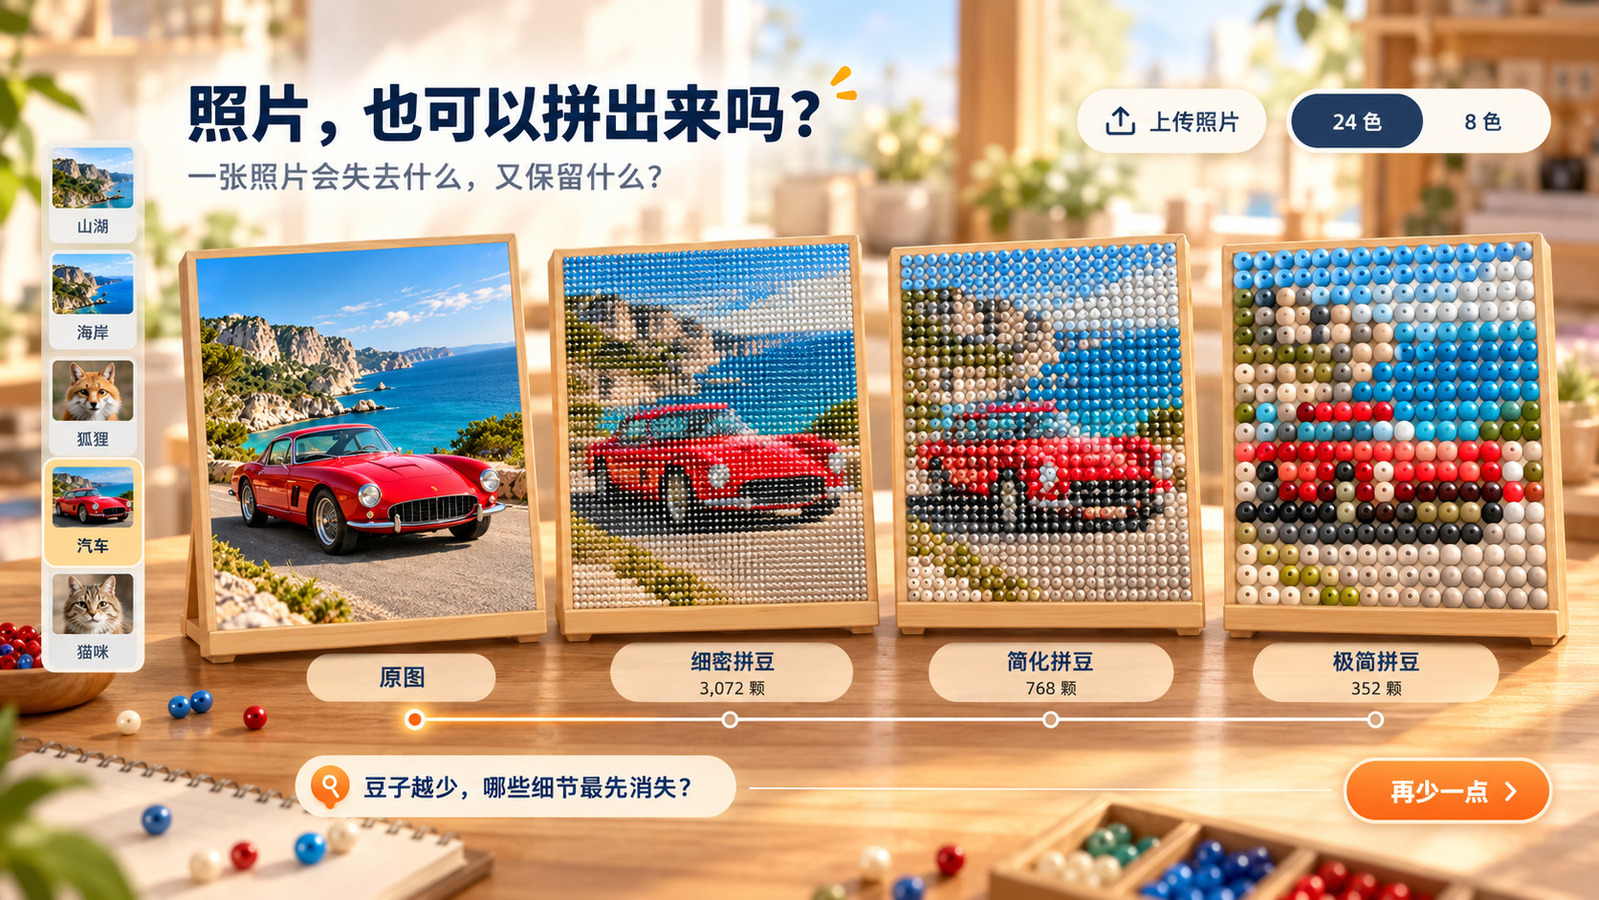 照片，也可以拼出来吗？
一张照片会失去什么，又保留什么？
上传照片
24 色
8 色
山湖
海岸
狐狸
汽车
猫咪
原图
细密拼豆
3,072 颗
简化拼豆
768 颗
极简拼豆
352 颗
豆子越少，哪些细节最先消失？
再少一点